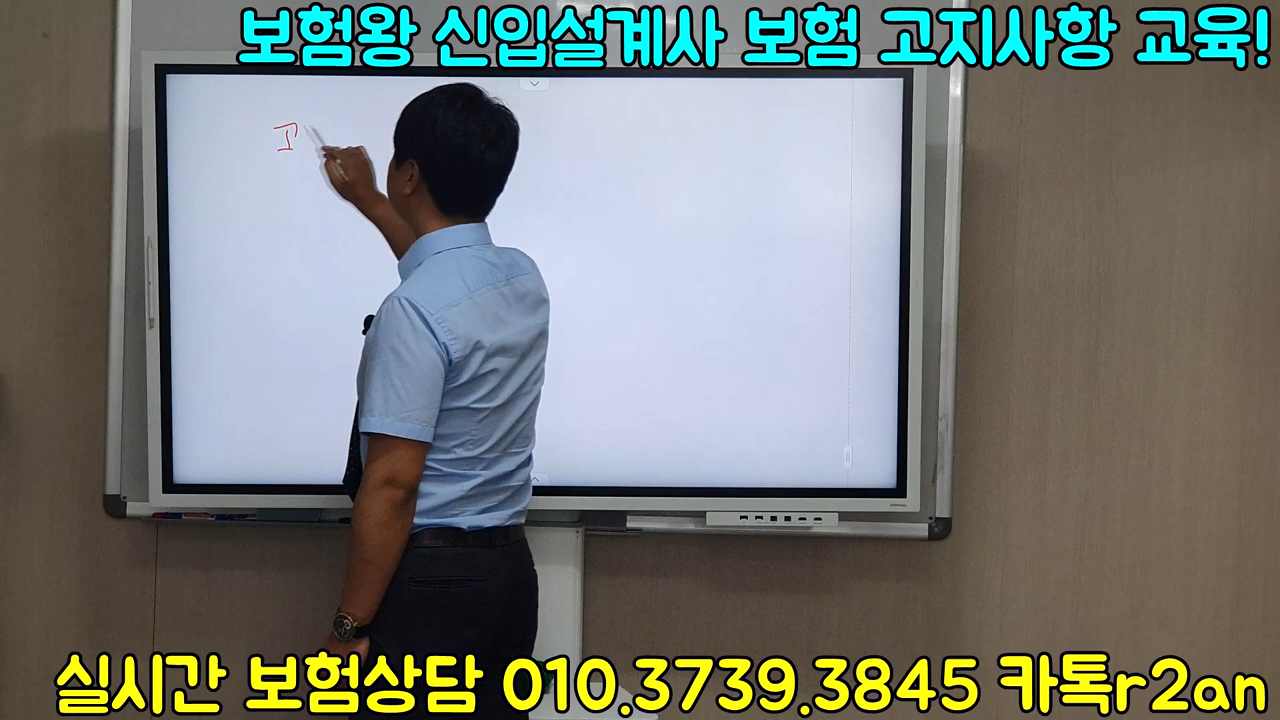 보험왕 신입설계사 보험 고지사항 교육!
고
SAMSUNG
실시간 보험상담 010.3739.3845 카톡r2an